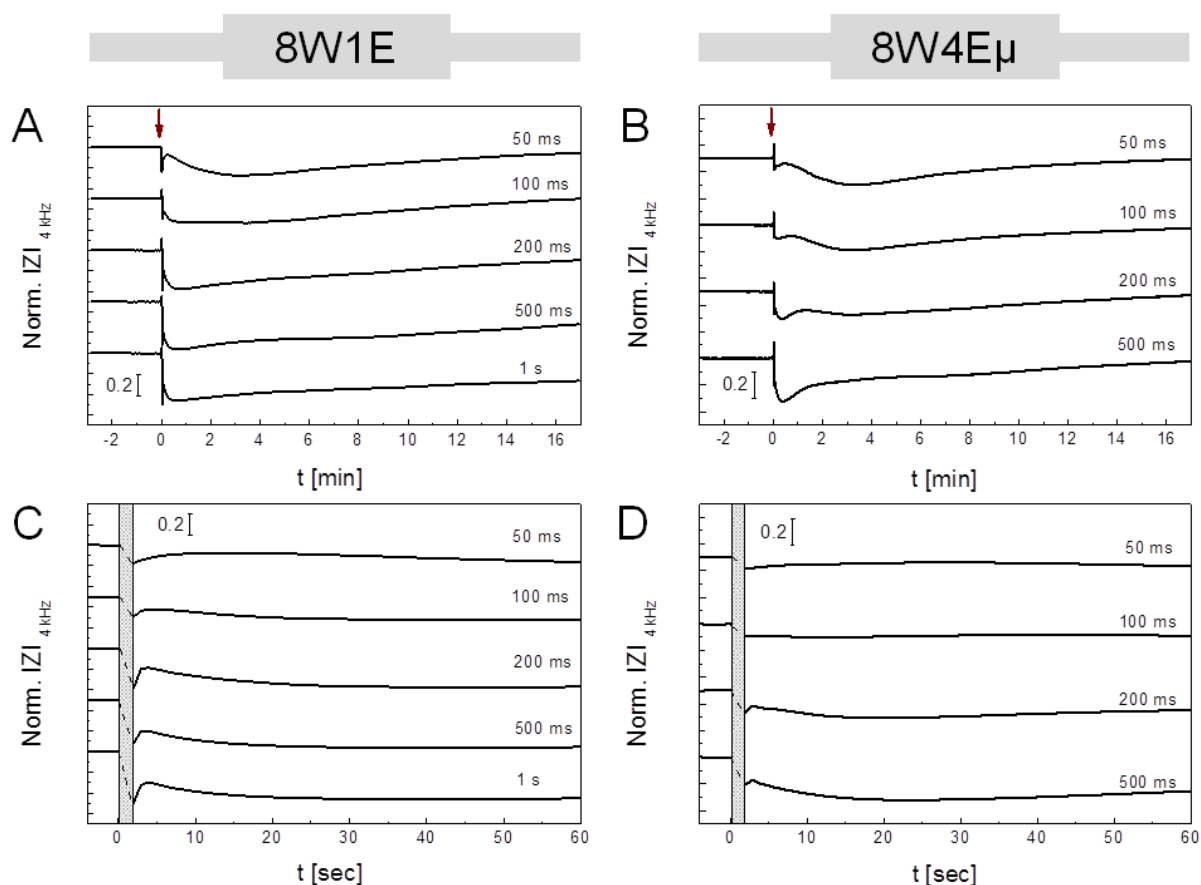 8W1E
8W4Eµ
A
50 ms
100 ms
200 ms
500 ms
1 s
0.2
Norm. IZI 4 kHz
-2 0 2 4 6 8 10 12 14 16
t [min]
B
50 ms
100 ms
200 ms
500 ms
0.2
Norm. IZI 4 kHz
-2 0 2 4 6 8 10 12 14 16
t [min]
C
0.2
50 ms
100 ms
200 ms
500 ms
1 s
Norm. IZI 4 kHz
0 10 20 30 40 50 60
t [sec]
D
0.2
50 ms
100 ms
200 ms
500 ms
Norm. IZI 4 kHz
0 10 20 30 40 50 60
t [sec]